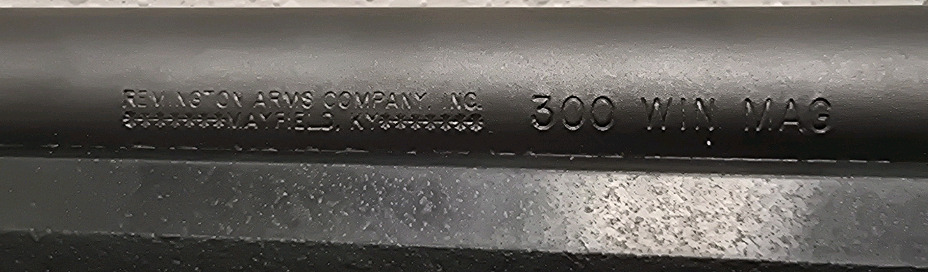 REMINGTON ARMS COMPANY, INC.
********MAYFIELD, KY********
300 WIN MAG